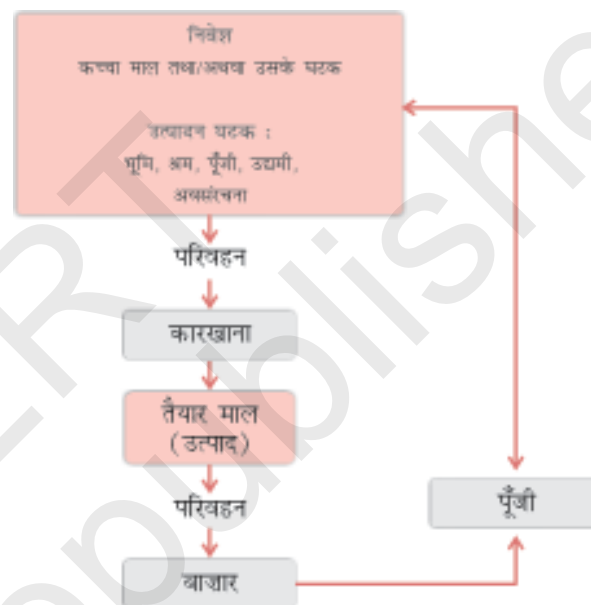 निवेश
कच्चा माल तथा/अथवा उसके घटक
उत्पादन घटक :
भूमि, श्रम, पूँजी, उद्यमी,
अवसंरचना
परिवहन
कारखाना
तैयार माल
(उत्पाद)
परिवहन
पूँजी
बाज़ार